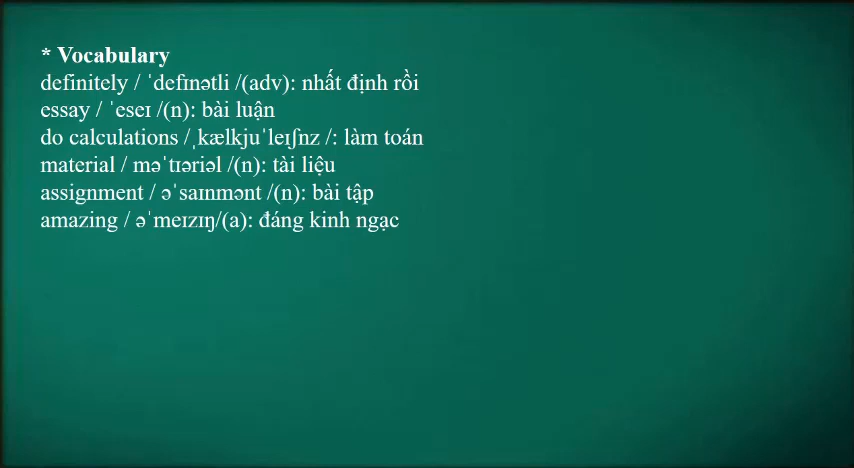 * Vocabulary
definitely / ˈdefɪnətli /(adv): nhất định rồi
essay / ˈeseɪ /(n): bài luận
do calculations /ˌkælkjuˈleɪʃnz /: làm toán
material / məˈtɪəriəl /(n): tài liệu
assignment / əˈsaɪnmənt /(n): bài tập
amazing / əˈmeɪzɪŋ/(a): đáng kinh ngạc